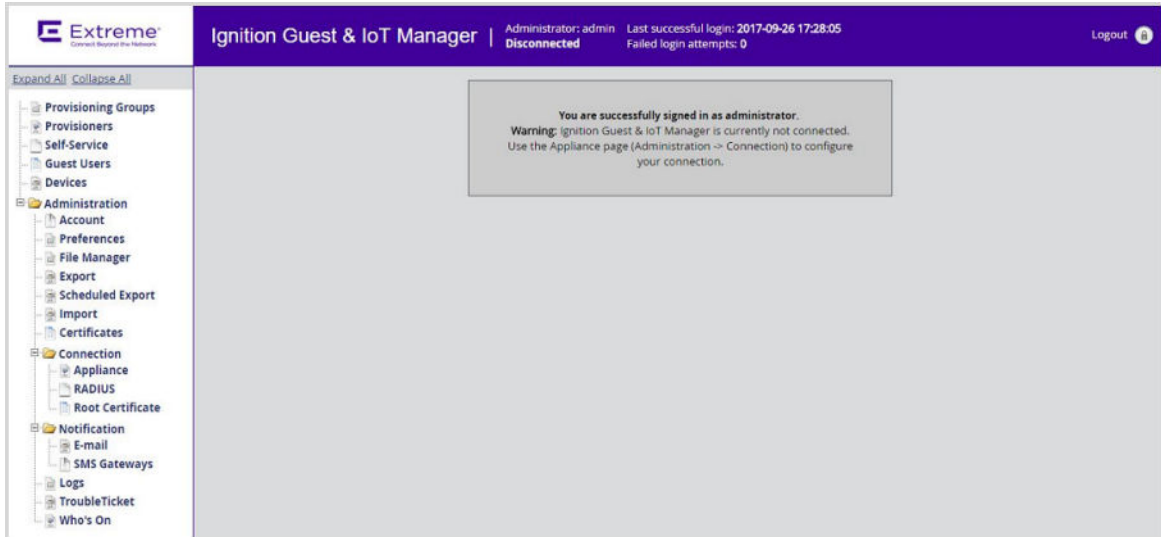 Extreme
Connect Beyond the Network
Ignition Guest & IoT Manager
Administrator: admin
Disconnected
Last successful login: 2017-09-26 17:28:05
Failed login attempts: 0
Logout
Expand All Collapse All
Provisioning Groups
Provisioners
Self-Service
Guest Users
Devices
Administration
Account
Preferences
File Manager
Export
Scheduled Export
Import
Certificates
Connection
Appliance
RADIUS
Root Certificate
Notification
E-mail
SMS Gateways
Logs
TroubleTicket
Who's On
You are successfully signed in as administrator.
Warning: Ignition Guest & IoT Manager is currently not connected.
Use the Appliance page (Administration -> Connection) to configure
your connection.